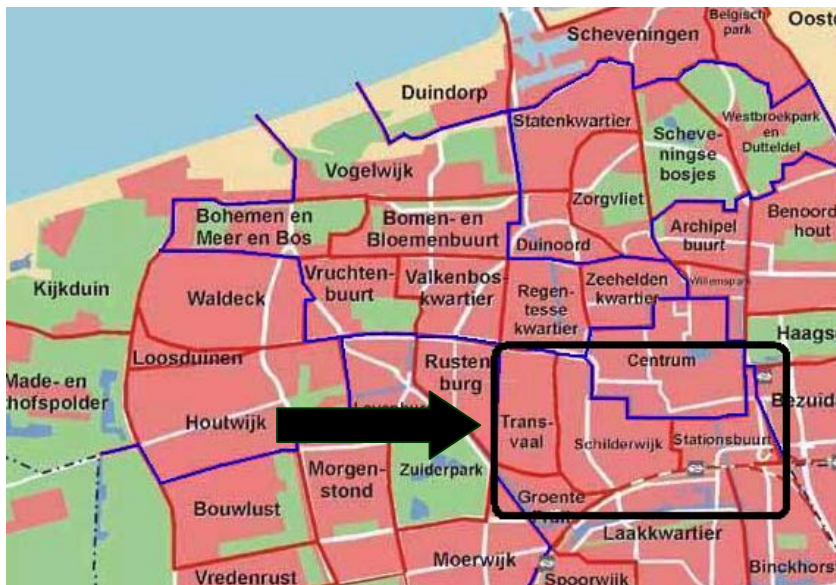 Belgisch
park
Ooste
Scheveningen
Duindorp
Statenkwartier
Westbroekpark
en
Dutteldel
Scheve-
ningse
bosjes
Vogelwijk
Zorgvliet
Bohemen en
Meer en Bos
Bomen- en
Bloemenbuurt
Duinoord
Archipel
buurt
Benoord
hout
Kijkduin
Waldeck
Vruchten-
buurt
Valkenbos-
kwartier
Regen-
tesse
kwartier
Zeehelden
kwartier
Willemspark
Haags
Loosduinen
Rusten
burg
Centrum
Made- en
hofspolder
Houtwijk
Trans-
vaal
Schilderwijk
Stationsbuurt
Bezuid
Morgen-
stond
Zuiderpark
Bouwlust
Groente
Laakkwartier
Moerwijk
Vredenrust
Spoorwijk
Binckhors